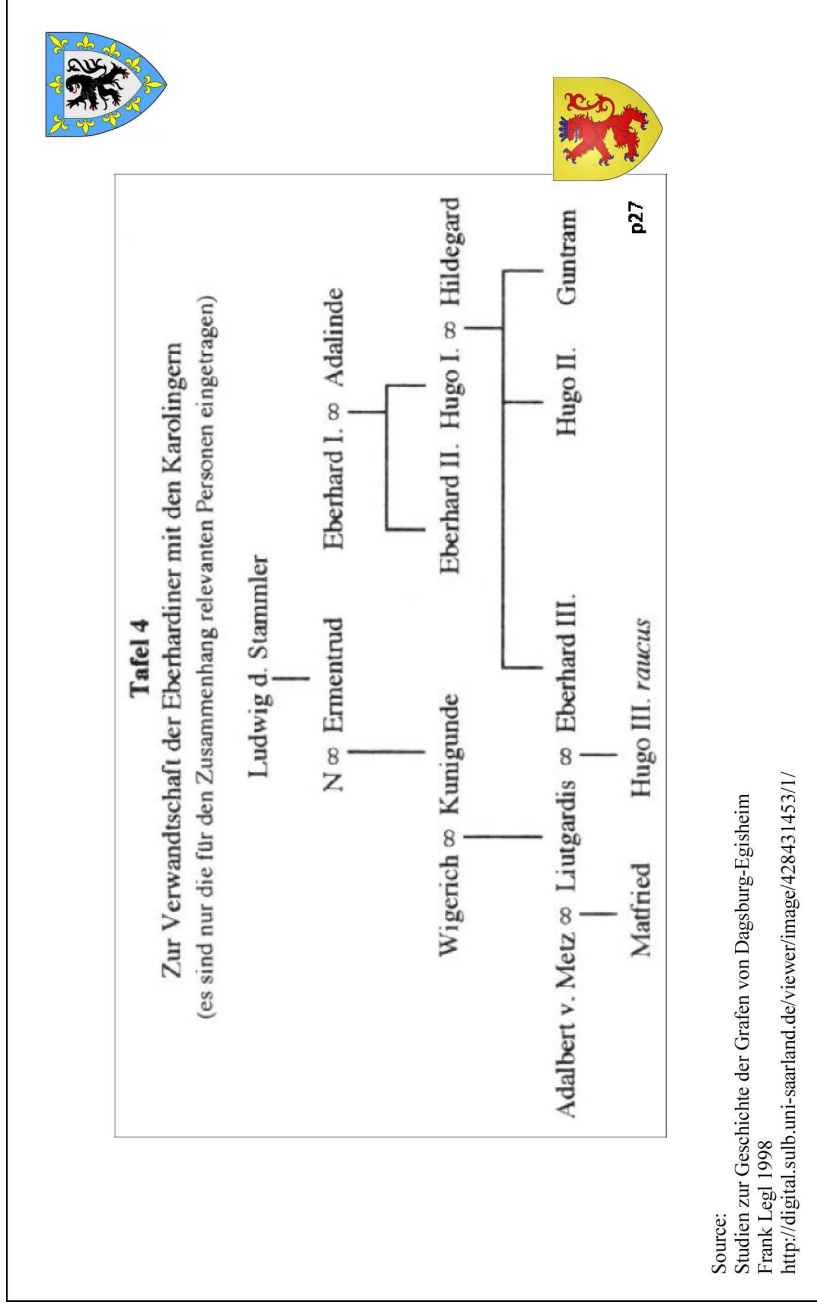 Tafel 4
Zur Verwandtschaft der Eberhardiner mit den Karolingern
(es sind nur die für den Zusammenhang relevanten Personen eingetragen)
Ludwig d. Stammler
N ∞ Ermentrud Eberhard I. ∞ Adalinde
Wigerich ∞ Kunigunde Eberhard II. Hugo I. ∞ Hildegard
Adalbert v. Metz ∞ Liutgardis ∞ Eberhard III. Hugo II. Guntram
Matfried Hugo III. raucus
p27
Source:
Studien zur Geschichte der Grafen von Dagsburg-Egisheim
Frank Legl 1998
http://digital.sulb.uni-saarland.de/viewer/image/428431453/1/